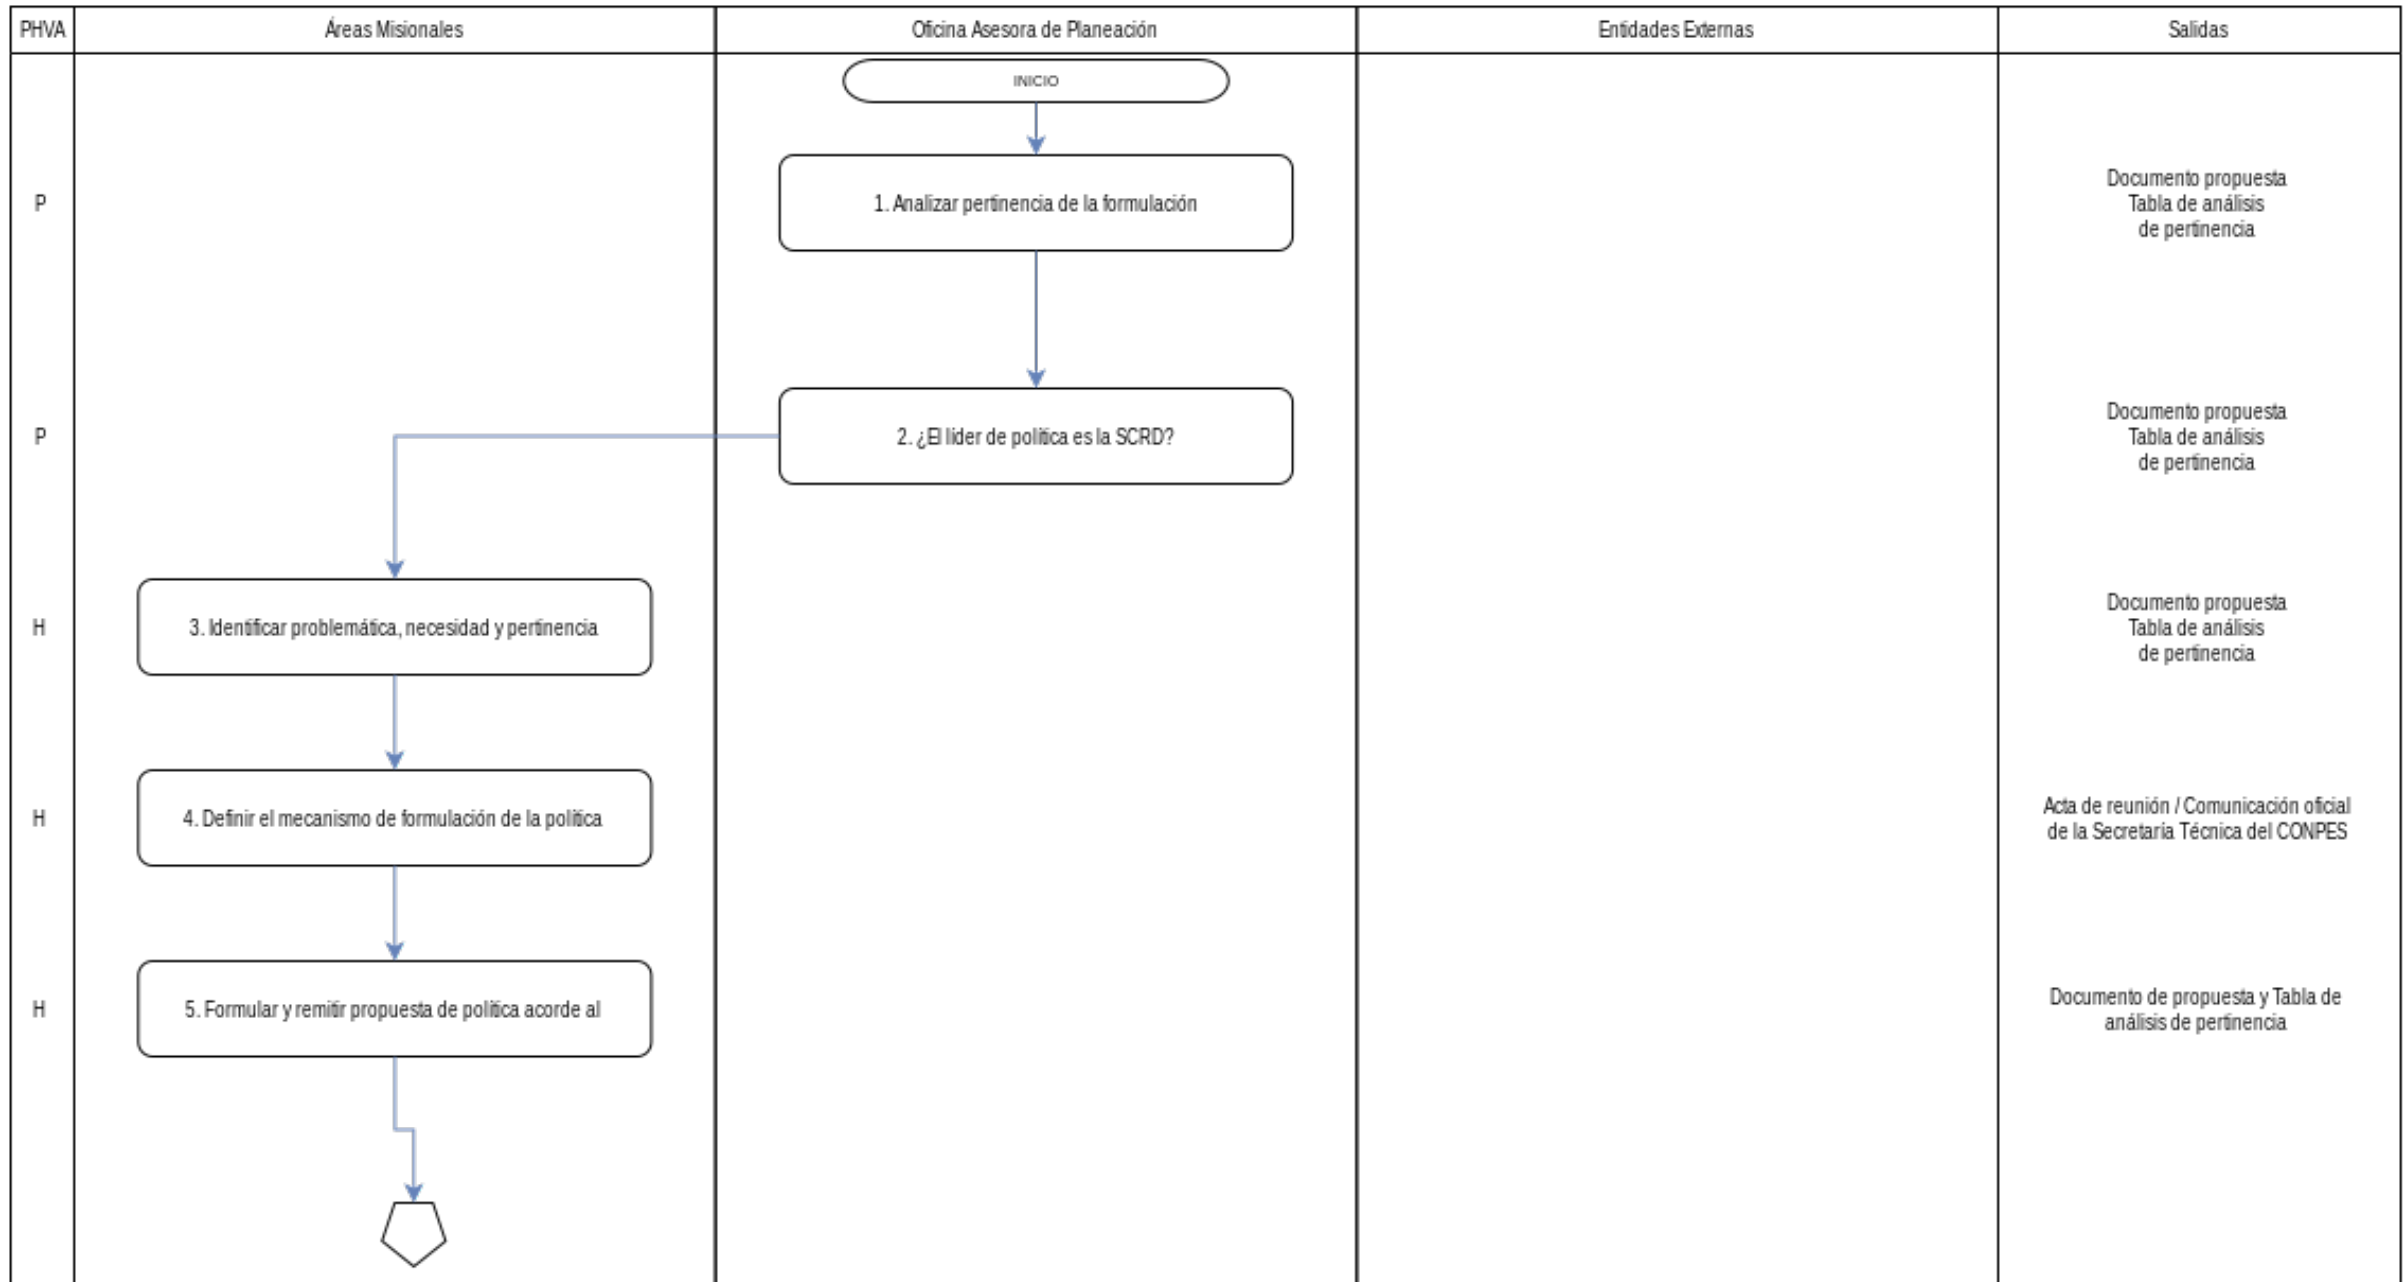 PHVA
Áreas Misionales
Oficina Asesora de Planeación
Entidades Externas
Salidas
INICIO
P
1. Analizar pertinencia de la formulación
Documento propuesta
Tabla de análisis
de pertinencia
P
2. ¿El líder de política es la SCRD?
Documento propuesta
Tabla de análisis
de pertinencia
H
3. Identificar problemática, necesidad y pertinencia
Documento propuesta
Tabla de análisis
de pertinencia
H
4. Definir el mecanismo de formulación de la política
Acta de reunión / Comunicación oficial
de la Secretaría Técnica del CONPES
H
5. Formular y remitir propuesta de política acorde al
Documento de propuesta y Tabla de
análisis de pertinencia